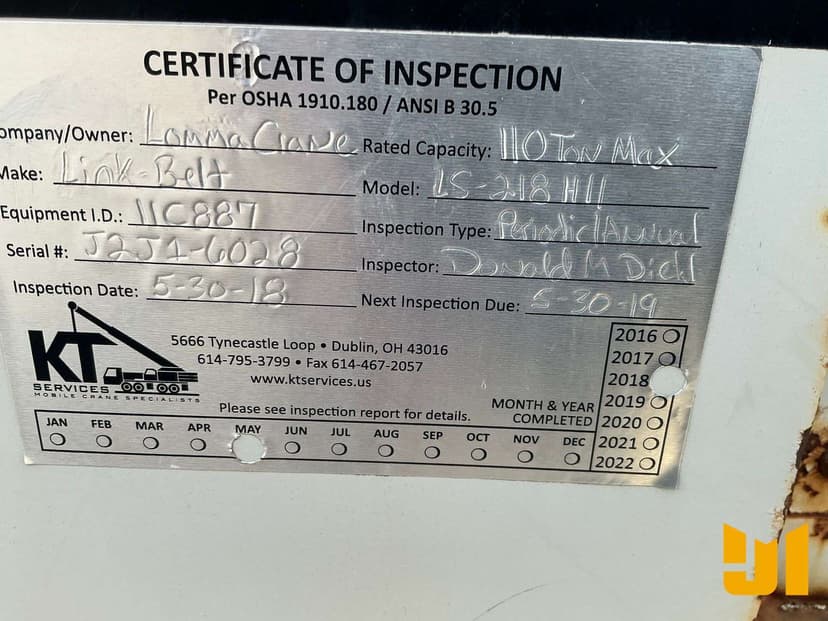 CERTIFICATE OF INSPECTION
Per OSHA 1910.180 / ANSI B 30.5
ompany/Owner: Lomma Crane Rated Capacity: 110 Ton Max
Make: Link-Belt Model: LS-218 HII
Equipment I.D.: 11C887 Inspection Type: Periodic/Annual
Serial #: J2J1-6028 Inspector: Donald M
Inspection Date: 5-30-18 Next Inspection Due: 5-30-19
KT
SERVICES
MOBILE CRANE SPECIALISTS
5666 Tynecastle Loop • Dublin, OH 43016
614-795-3799 • Fax 614-467-2057
www.ktservices.us
Please see inspection report for details.
MONTH & YEAR
COMPLETED
2016
2017
2018
2019
2020
2021
2022
JAN FEB MAR APR MAY JUN JUL AUG SEP OCT NOV DEC